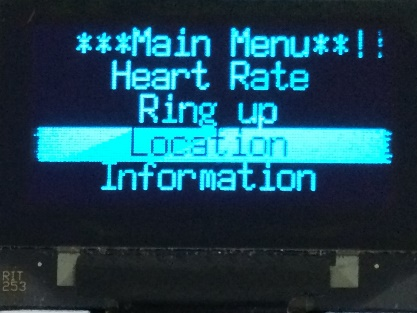 ***Main Menu**!!
Heart Rate
Ring up
Location
Information
RIT
253